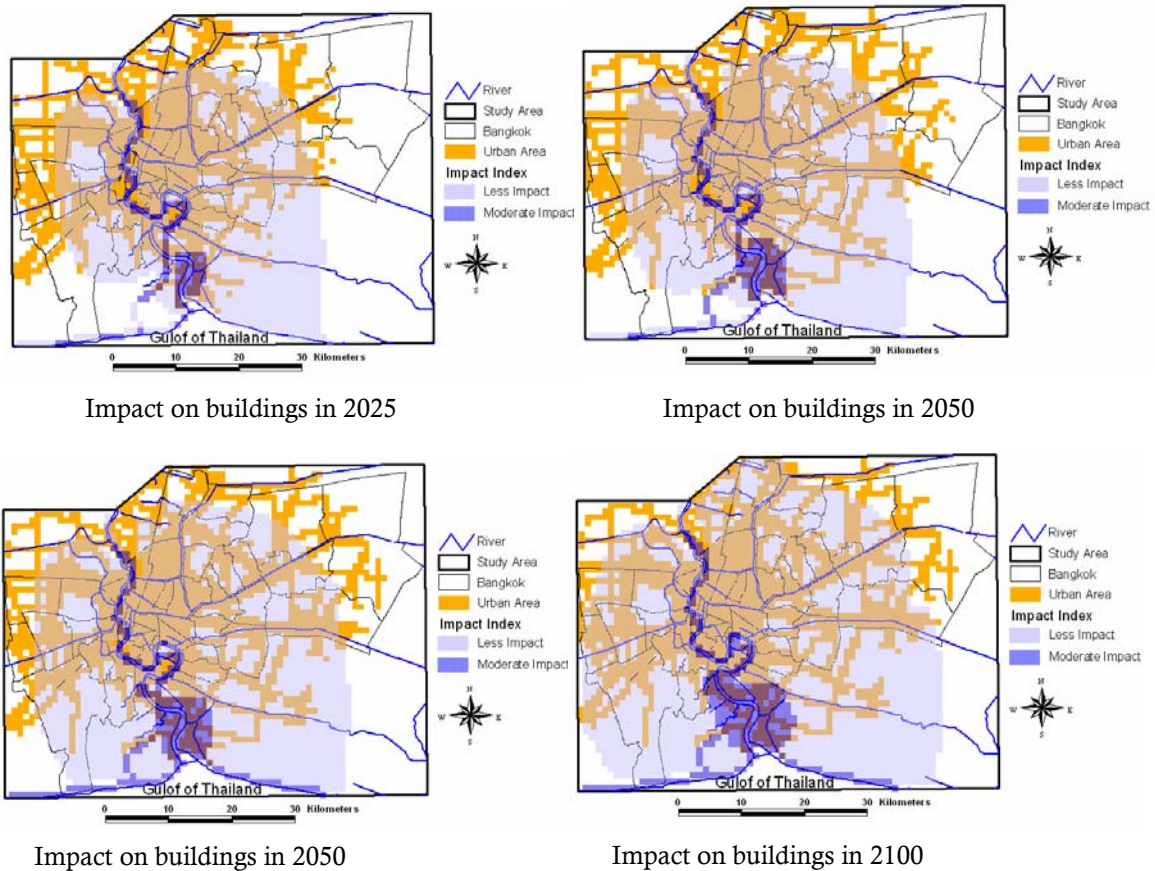 River
Study Area
Bangkok
Urban Area
Impact Index
Less Impact
Moderate Impact
N
W E
S
Gulof of Thailand
0 10 20 30 Kilometers
Impact on buildings in 2025
River
Study Area
Bangkok
Urban Area
Impact Index
Less Impact
Moderate Impact
N
W E
S
Gulof of Thailand
0 10 20 30 Kilometers
Impact on buildings in 2050
River
Study Area
Bangkok
Urban Area
Impact Index
Less Impact
Moderate Impact
N
W E
S
Gulof of Thailand
0 10 20 30 Kilometers
Impact on buildings in 2050
River
Study Area
Bangkok
Urban Area
Impact Index
Less Impact
Moderate Impact
N
W E
S
Gulof of Thailand
0 10 20 30 Kilometers
Impact on buildings in 2100